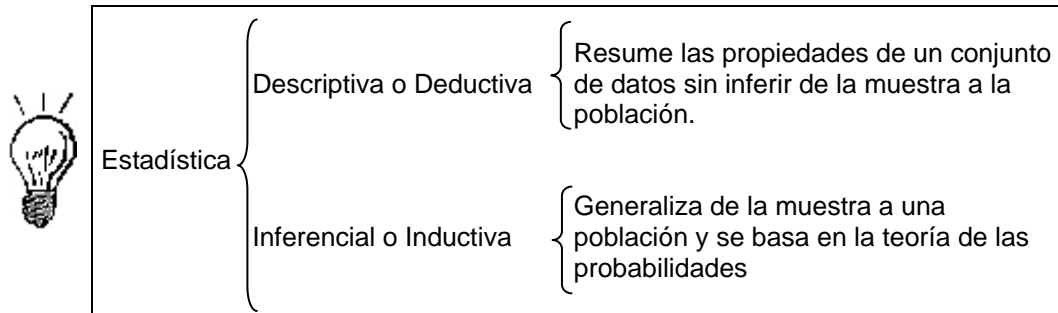 Estadística
Descriptiva o Deductiva
Resume las propiedades de un conjunto
de datos sin inferir de la muestra a la
población.
Inferencial o Inductiva
Generaliza de la muestra a una
población y se basa en la teoría de las
probabilidades